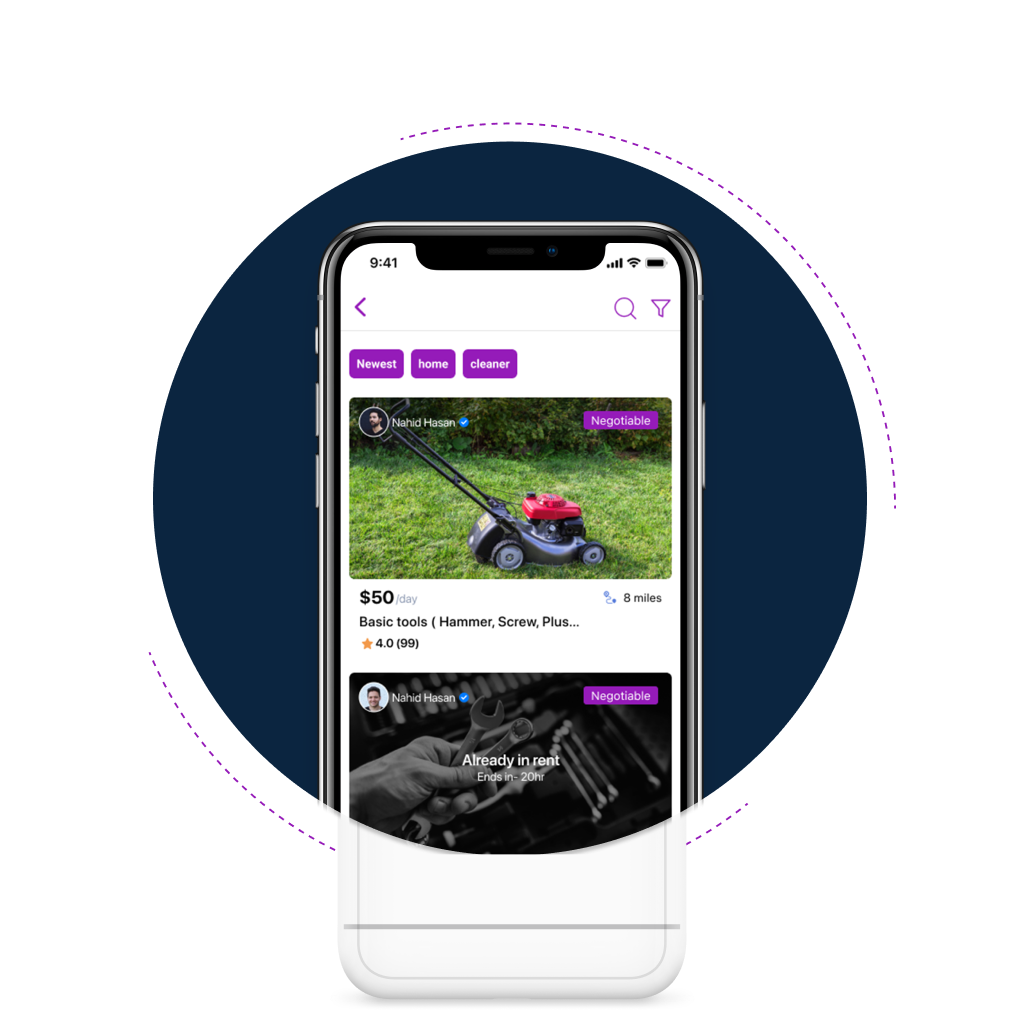 9:41
Newest home cleaner
Nahid Hasan Negotiable
$50/day 8 miles
Basic tools ( Hammer, Screw, Plus...
4.0 (99)
Nahid Hasan Negotiable
Already in rent
Ends in- 20hr